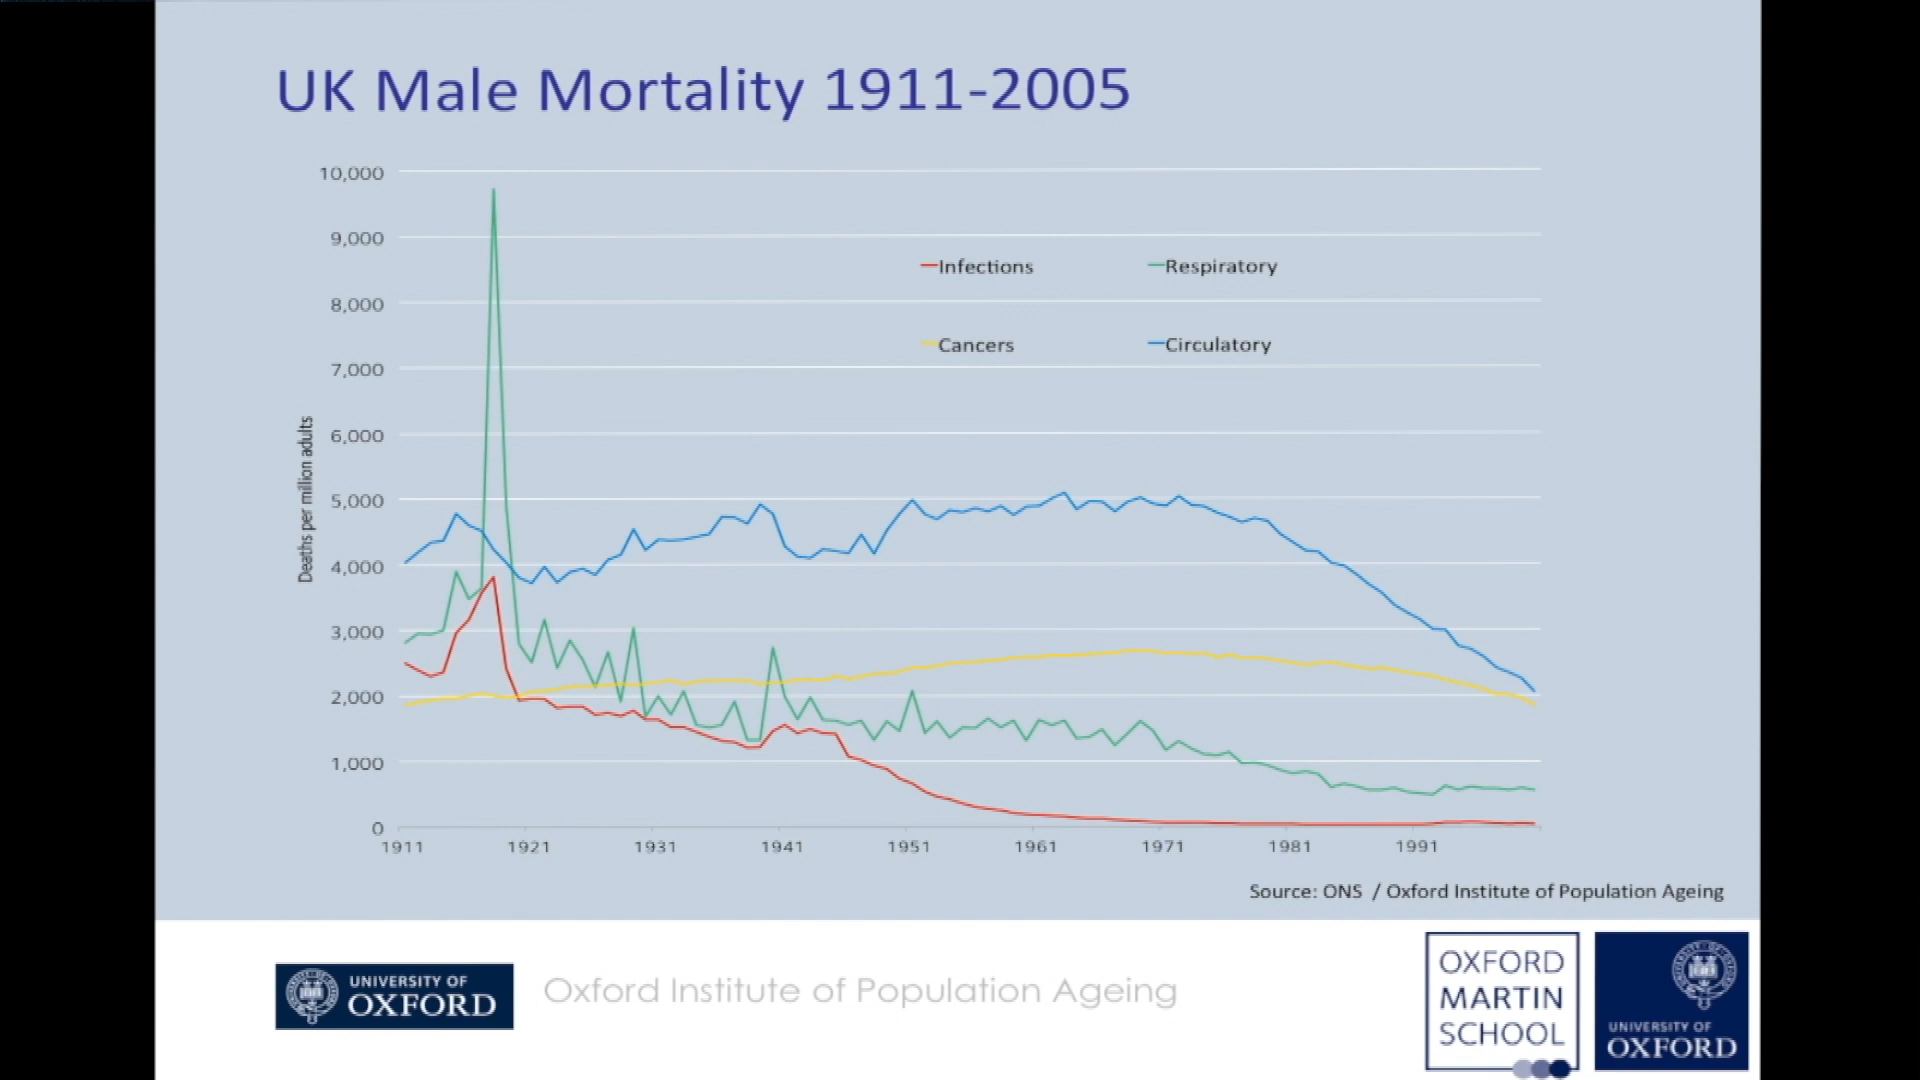 UK Male Mortality 1911-2005
10,000
9,000
8,000
7,000
6,000
5,000
4,000
3,000
2,000
1,000
0
Deaths per million adults
Infections
Respiratory
Cancers
Circulatory
1911 1921 1931 1941 1951 1961 1971 1981 1991
Source: ONS / Oxford Institute of Population Ageing
UNIVERSITY OF
OXFORD
Oxford Institute of Population Ageing
OXFORD
MARTIN
SCHOOL
UNIVERSITY OF
OXFORD